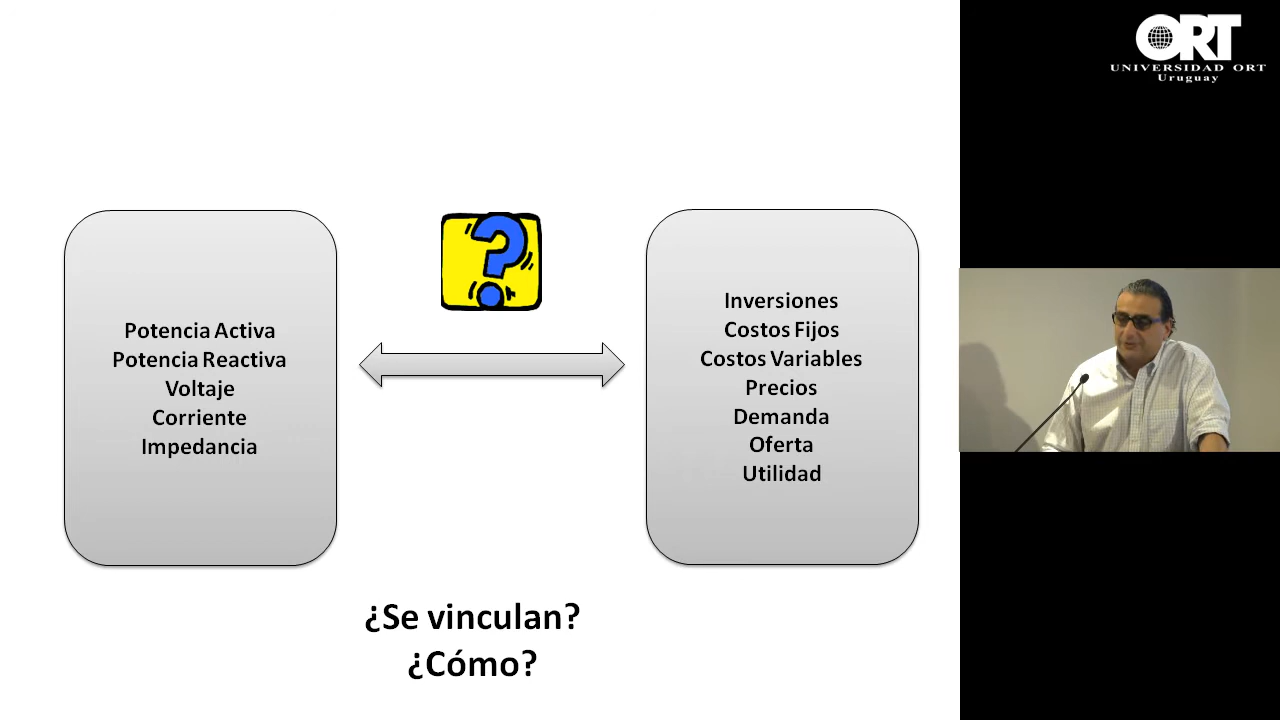 Potencia Activa
Potencia Reactiva
Voltaje
Corriente
Impedancia
Inversiones
Costos Fijos
Costos Variables
Precios
Demanda
Oferta
Utilidad
¿Se vinculan?
¿Cómo?
ORT
UNIVERSIDAD ORT
Uruguay